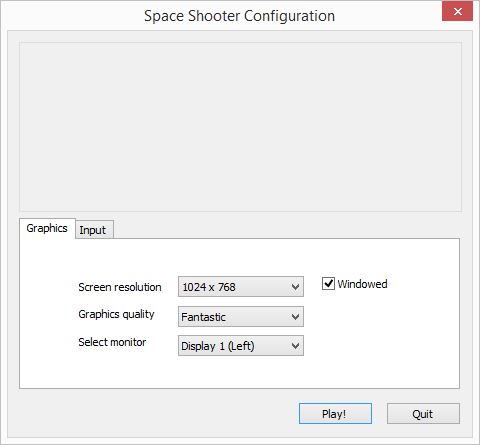 Space Shooter Configuration
Graphics Input
Screen resolution 1024 x 768 Windowed
Graphics quality Fantastic
Select monitor Display 1 (Left)
Play! Quit